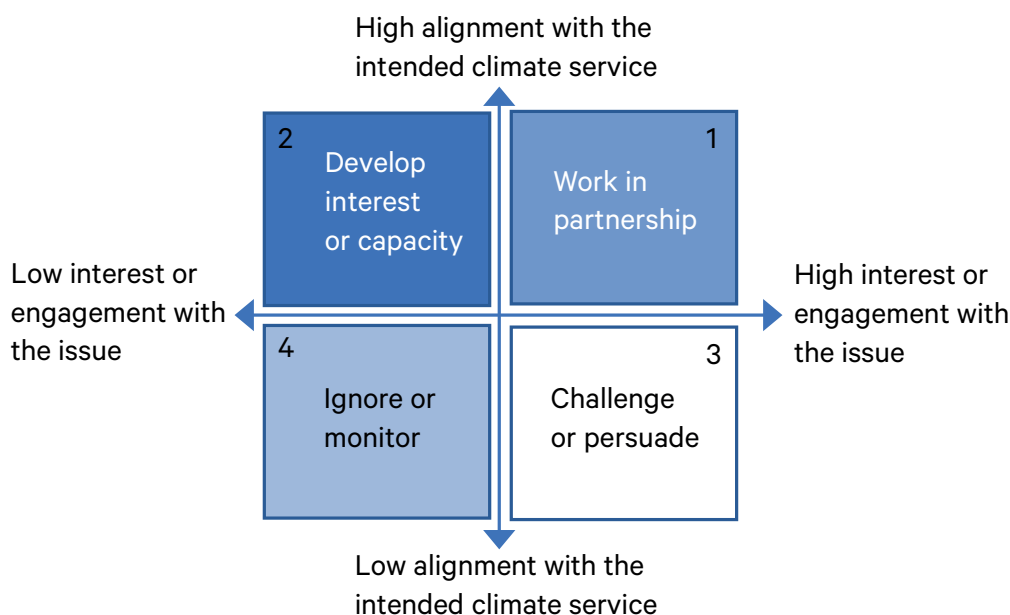 High alignment with the
intended climate service
2
Develop
interest
or capacity
1
Work in
partnership
Low interest or
engagement with
the issue
High interest or
engagement with
the issue
4
Ignore or
monitor
3
Challenge
or persuade
Low alignment with the
intended climate service